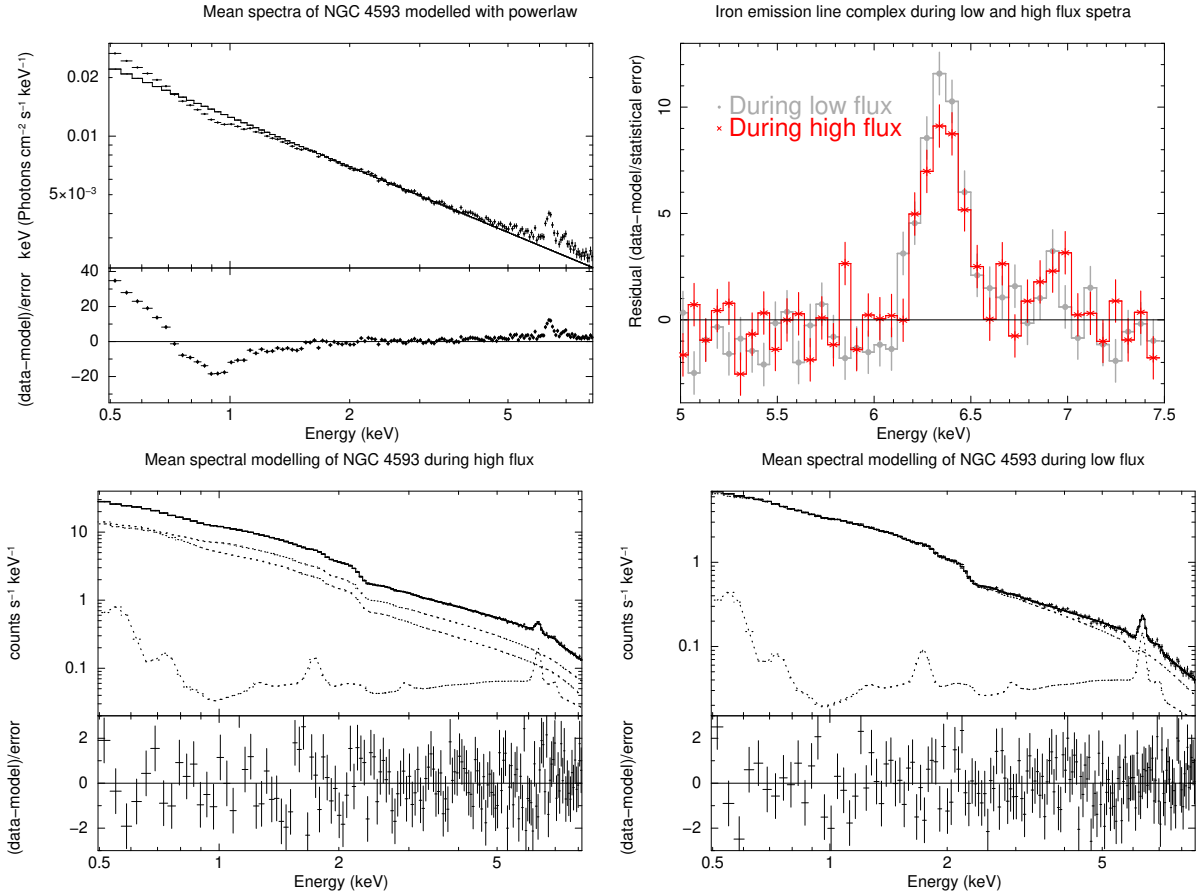 Mean spectra of NGC 4593 modelled with powerlaw
keV (Photons cm⁻² s⁻¹ keV⁻¹)
0.02
0.01
5×10⁻³
(data−model)/error
40
20
0
−20
0.5 1 2 5
Energy (keV)
Iron emission line complex during low and high flux spetra
Residual (data−model/statistical error)
10
5
0
During low flux
During high flux
5 5.5 6 6.5 7 7.5
Energy (keV)
Mean spectral modelling of NGC 4593 during high flux
counts s⁻¹ keV⁻¹
10
1
0.1
(data−model)/error
2
0
−2
0.5 1 2 5
Energy (keV)
Mean spectral modelling of NGC 4593 during low flux
counts s⁻¹ keV⁻¹
1
0.1
(data−model)/error
2
0
−2
0.5 1 2 5
Energy (keV)